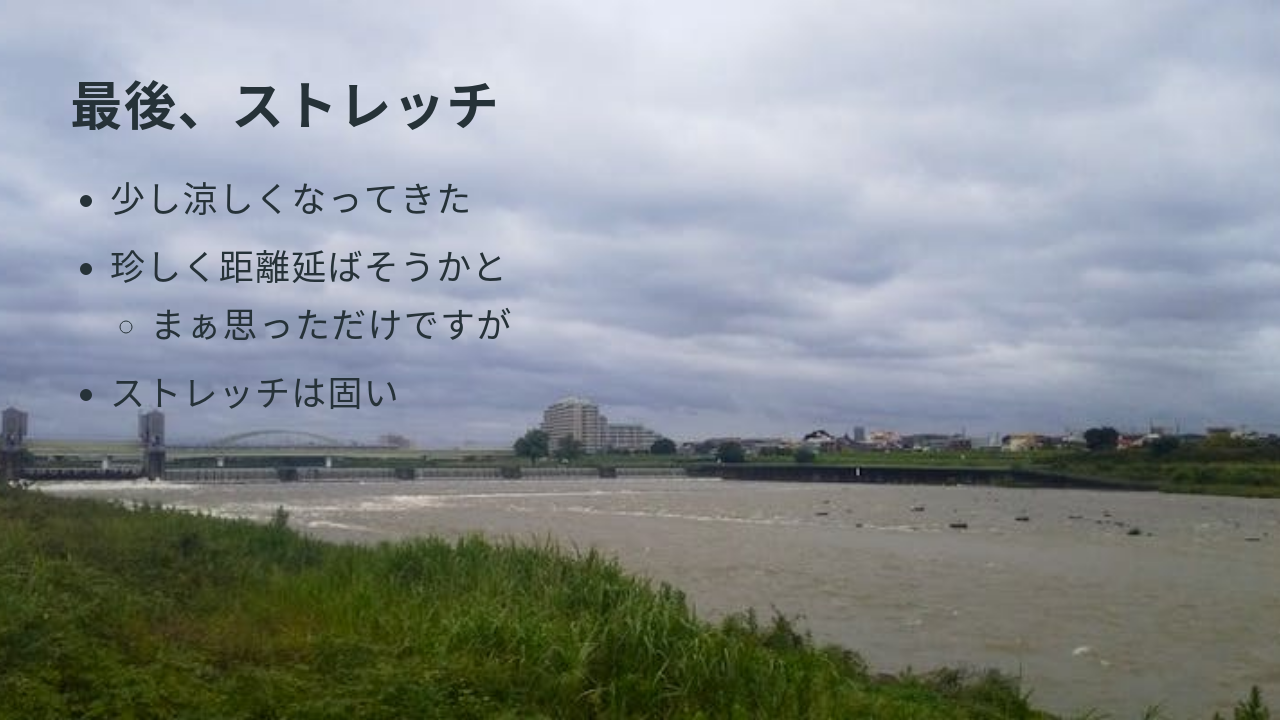 最後、ストレッチ
少し涼しくなってきた
珍しく距離延ばそうかと
まぁ思っただけですが
ストレッチは固い